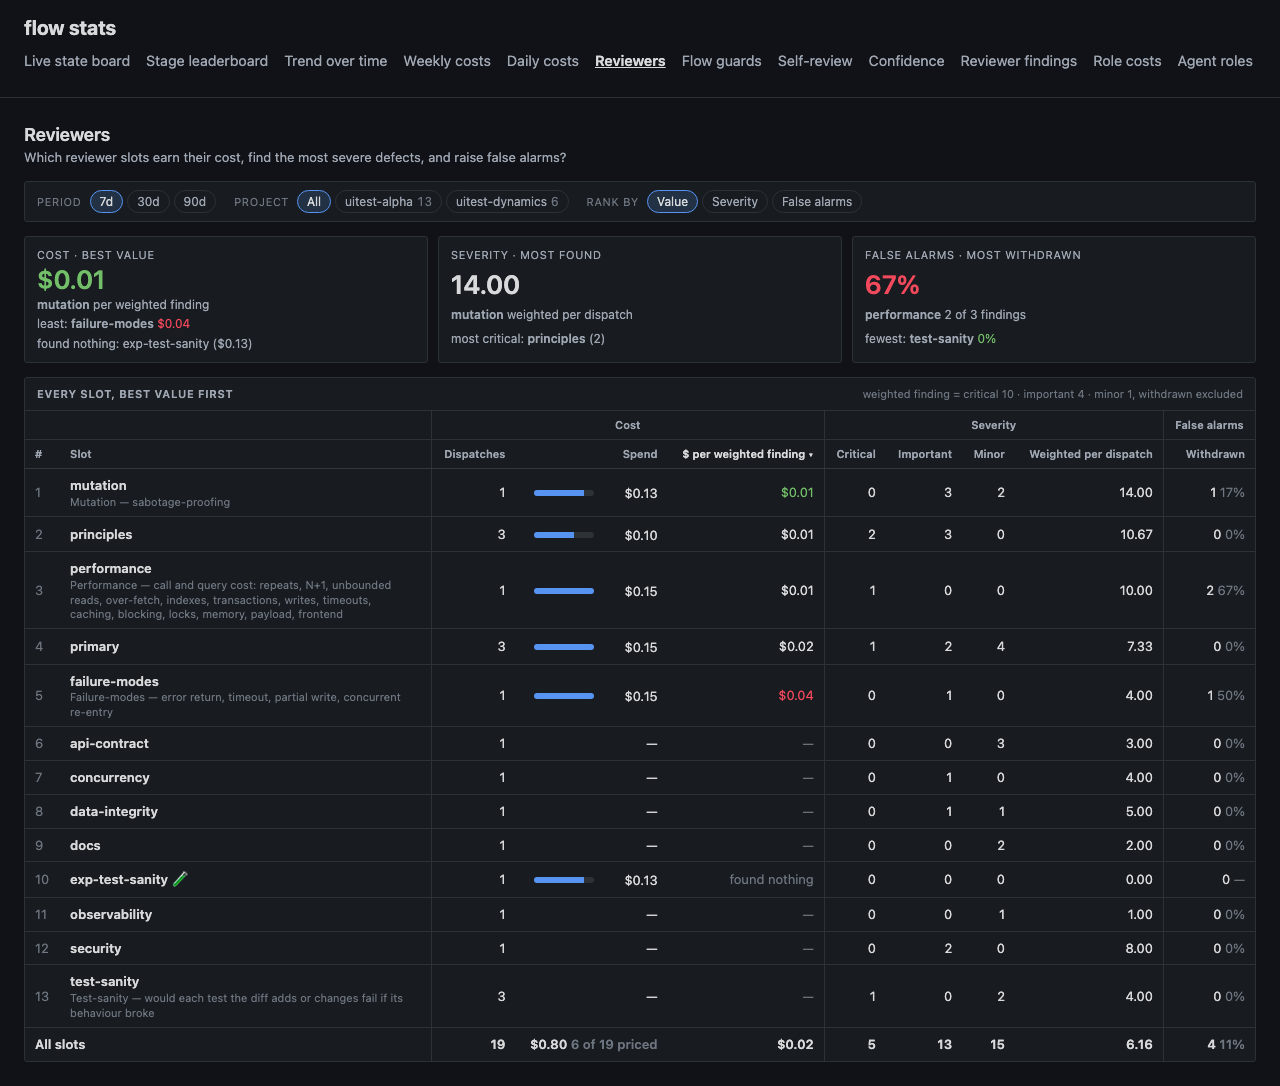 flow stats
Live state board Stage leaderboard Trend over time Weekly costs Daily costs Reviewers Flow guards Self-review Confidence Reviewer findings Role costs Agent roles
Reviewers
Which reviewer slots earn their cost, find the most severe defects, and raise false alarms?
PERIOD 7d 30d 90d PROJECT All uitest-alpha 13 uitest-dynamics 6 RANK BY Value Severity False alarms
COST · BEST VALUE
$0.01
mutation per weighted finding
least: failure-modes $0.04
found nothing: exp-test-sanity ($0.13)
SEVERITY · MOST FOUND
14.00
mutation weighted per dispatch
most critical: principles (2)
FALSE ALARMS · MOST WITHDRAWN
67%
performance 2 of 3 findings
fewest: test-sanity 0%
EVERY SLOT, BEST VALUE FIRST weighted finding = critical 10 · important 4 · minor 1, withdrawn excluded
Cost Severity False alarms
# Slot Dispatches Spend $ per weighted finding ▾ Critical Important Minor Weighted per dispatch Withdrawn
1 mutation 1 $0.13 $0.01 0 3 2 14.00 1 17%
Mutation — sabotage-proofing
2 principles 3 $0.10 $0.01 2 3 0 10.67 0 0%
3 performance 1 $0.15 $0.01 1 0 0 10.00 2 67%
Performance — call and query cost: repeats, N+1, unbounded
reads, over-fetch, indexes, transactions, writes, timeouts,
caching, blocking, locks, memory, payload, frontend
4 primary 3 $0.15 $0.02 1 2 4 7.33 0 0%
5 failure-modes 1 $0.15 $0.04 0 1 0 4.00 1 50%
Failure-modes — error return, timeout, partial write, concurrent
re-entry
6 api-contract 1 — — 0 0 3 3.00 0 0%
7 concurrency 1 — — 0 1 0 4.00 0 0%
8 data-integrity 1 — — 0 1 1 5.00 0 0%
9 docs 1 — — 0 0 2 2.00 0 0%
10 exp-test-sanity 🧪 1 $0.13 found nothing 0 0 0 0.00 0 —
11 observability 1 — — 0 0 1 1.00 0 0%
12 security 1 — — 0 2 0 8.00 0 0%
13 test-sanity 3 — — 1 0 2 4.00 0 0%
Test-sanity — would each test the diff adds or changes fail if its
behaviour broke
All slots 19 $0.80 6 of 19 priced $0.02 5 13 15 6.16 4 11%